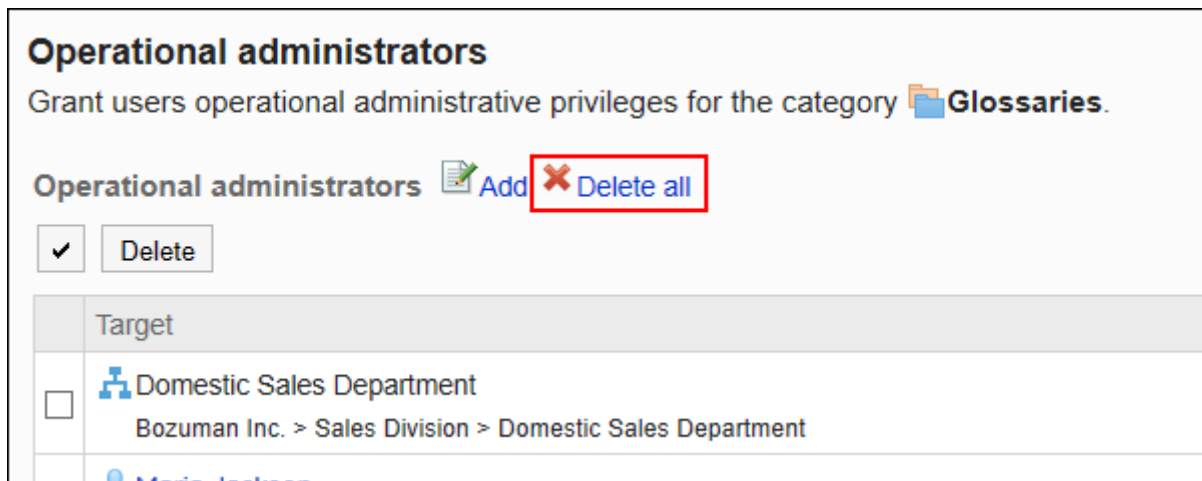 Operational administrators
Grant users operational administrative privileges for the category Glossaries.
Operational administrators Add Delete all
Delete
Target
Domestic Sales Department
Bozuman Inc. > Sales Division > Domestic Sales Department